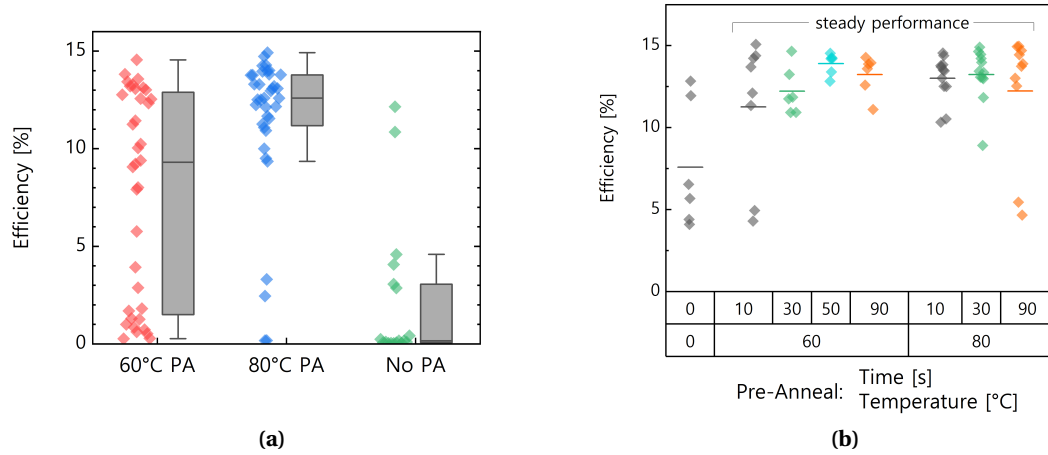 Efficiency [%]
15
10
5
0
60°C PA
80°C PA
No PA
(a)
steady performance
Efficiency [%]
15
10
5
0
0 10 30 50 90 10 30 90
0 60 80
Pre-Anneal: Time [s]
Temperature [°C]
(b)